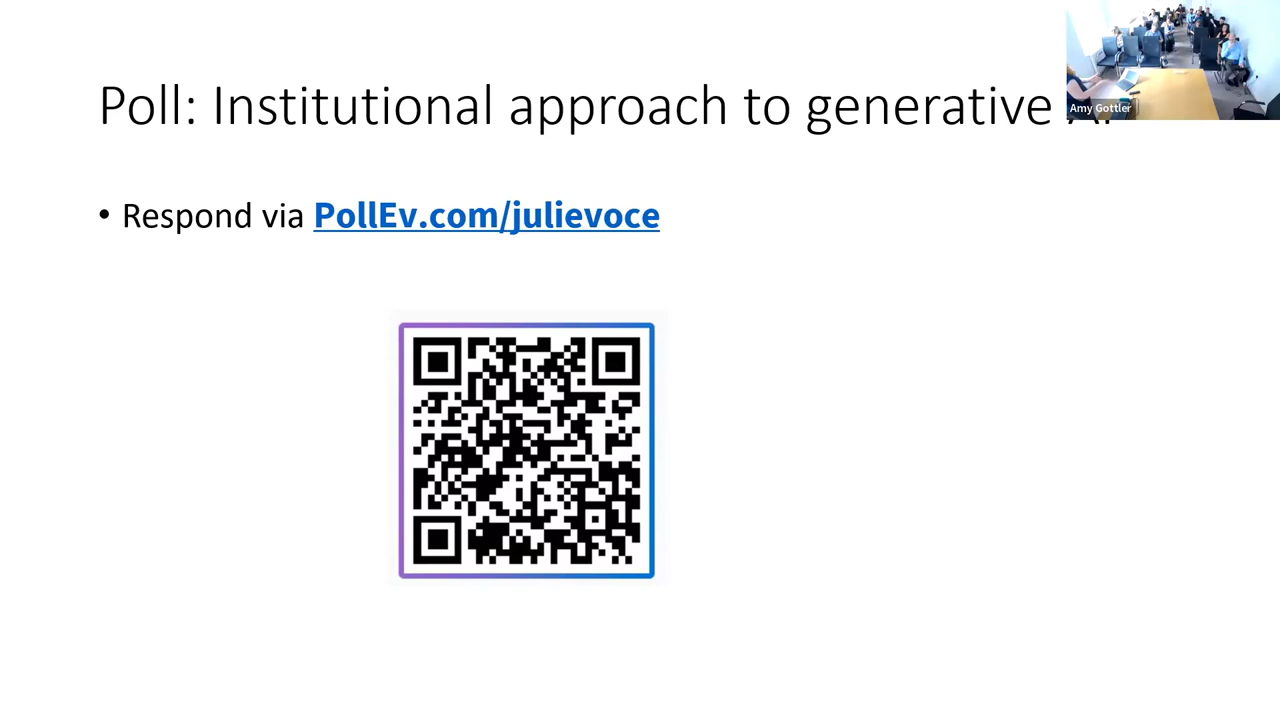 Poll: Institutional approach to generative
Amy Gottler
• Respond via PollEv.com/julievoce